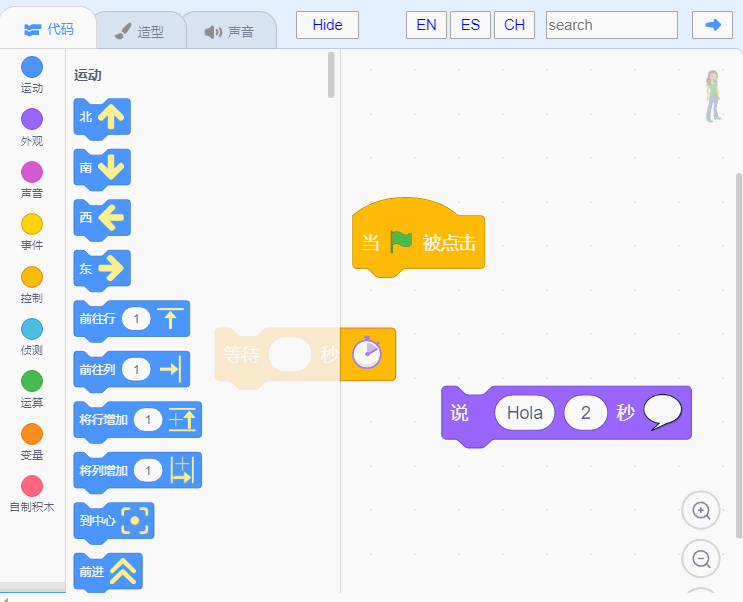 代码
造型
声音
Hide
EN
ES
CH
search
运动
外观
声音
事件
控制
侦测
运算
变量
自制积木
运动
北
南
西
东
前往行 1
前往列 1
将行增加 1
将列增加 1
到中心
前进
当 被点击
等待 秒
说 Hola 2 秒